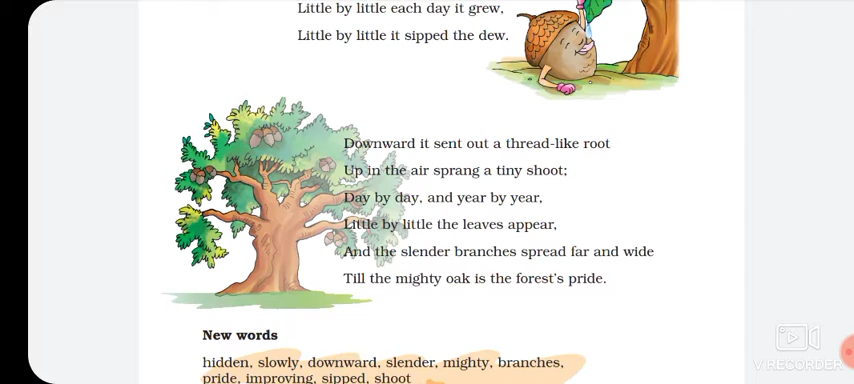 Little by little each day it grew,
Little by little it sipped the dew.
Downward it sent out a thread-like root
Up in the air sprang a tiny shoot;
Day by day, and year by year,
Little by little the leaves appear,
And the slender branches spread far and wide
Till the mighty oak is the forest's pride.
New words
hidden, slowly, downward, slender, mighty, branches,
pride, improving, sipped, shoot
V RECORDER